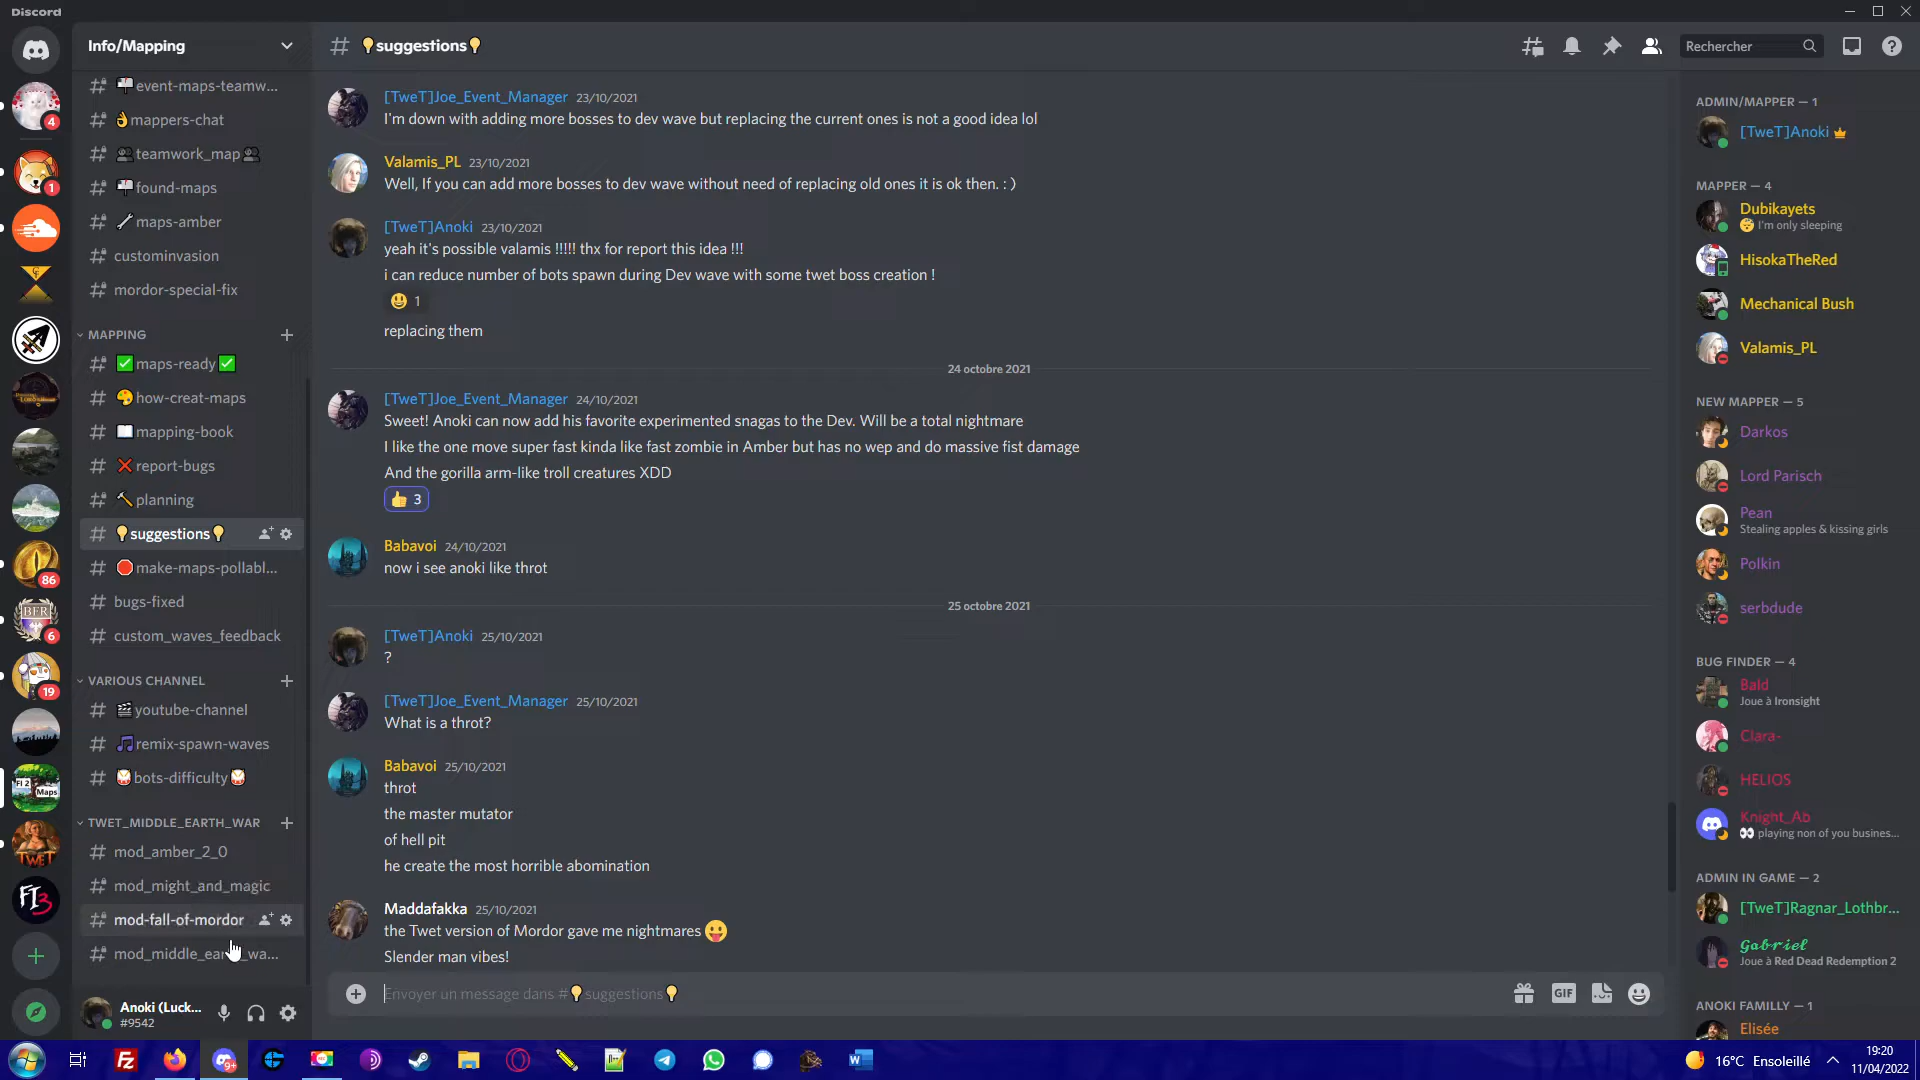 Discord
Info/Mapping
suggestions
Rechercher
event-maps-teamw...
mappers-chat
teamwork_map
found-maps
maps-amber
custominvasion
mordor-special-fix
MAPPING
maps-ready
how-creat-maps
mapping-book
report-bugs
planning
suggestions
make-maps-pollabl...
bugs-fixed
custom_waves_feedback
VARIOUS CHANNEL
youtube-channel
remix-spawn-waves
bots-difficulty
TWET_MIDDLE_EARTH_WAR
mod_amber_2_0
mod_might_and_magic
mod-fall-of-mordor
Anoki (Luck...
#9542
4
1
86
BFR
6
19
FI 2
Maps
TWET
FI3
[TweT]Joe_Event_Manager 23/10/2021
I'm down with adding more bosses to dev wave but replacing the current ones is not a good idea lol
Valamis_PL 23/10/2021
Well, If you can add more bosses to dev wave without need of replacing old ones it is ok then. : )
[TweT]Anoki 23/10/2021
yeah it's possible valamis !!!!! thx for report this idea !!!
i can reduce number of bots spawn during Dev wave with some twet boss creation !
1
replacing them
24 octobre 2021
[TweT]Joe_Event_Manager 24/10/2021
Sweet! Anoki can now add his favorite experimented snagas to the Dev. Will be a total nightmare
I like the one move super fast kinda like fast zombie in Amber but has no wep and do massive fist damage
And the gorilla arm-like troll creatures XDD
3
Babavoi 24/10/2021
now i see anoki like throt
25 octobre 2021
[TweT]Anoki 25/10/2021
?
[TweT]Joe_Event_Manager 25/10/2021
What is a throt?
Babavoi 25/10/2021
throt
the master mutator
of hell pit
he create the most horrible abomination
Maddafakka 25/10/2021
the Twet version of Mordor gave me nightmares
Slender man vibes!
Envoyer un message dans # suggestions
GIF
ADMIN/MAPPER — 1
[TweT]Anoki
MAPPER — 4
Dubikayets
I'm only sleeping
HisokaTheRed
Mechanical Bush
Valamis_PL
NEW MAPPER — 5
Darkos
Lord Parisch
Pean
Stealing apples & kissing girls
Polkin
serbdude
BUG FINDER — 4
Bald
Joue à Ironsight
Clara-
HELIOS
Knight_Ab
playing non of you busines...
ADMIN IN GAME — 2
[TweT]Ragnar_Lothbr...
Gabriel
Joue à Red Dead Redemption 2
ANOKI FAMILLY — 1
Elisée
16°C Ensoleillé
19:20
11/04/2022